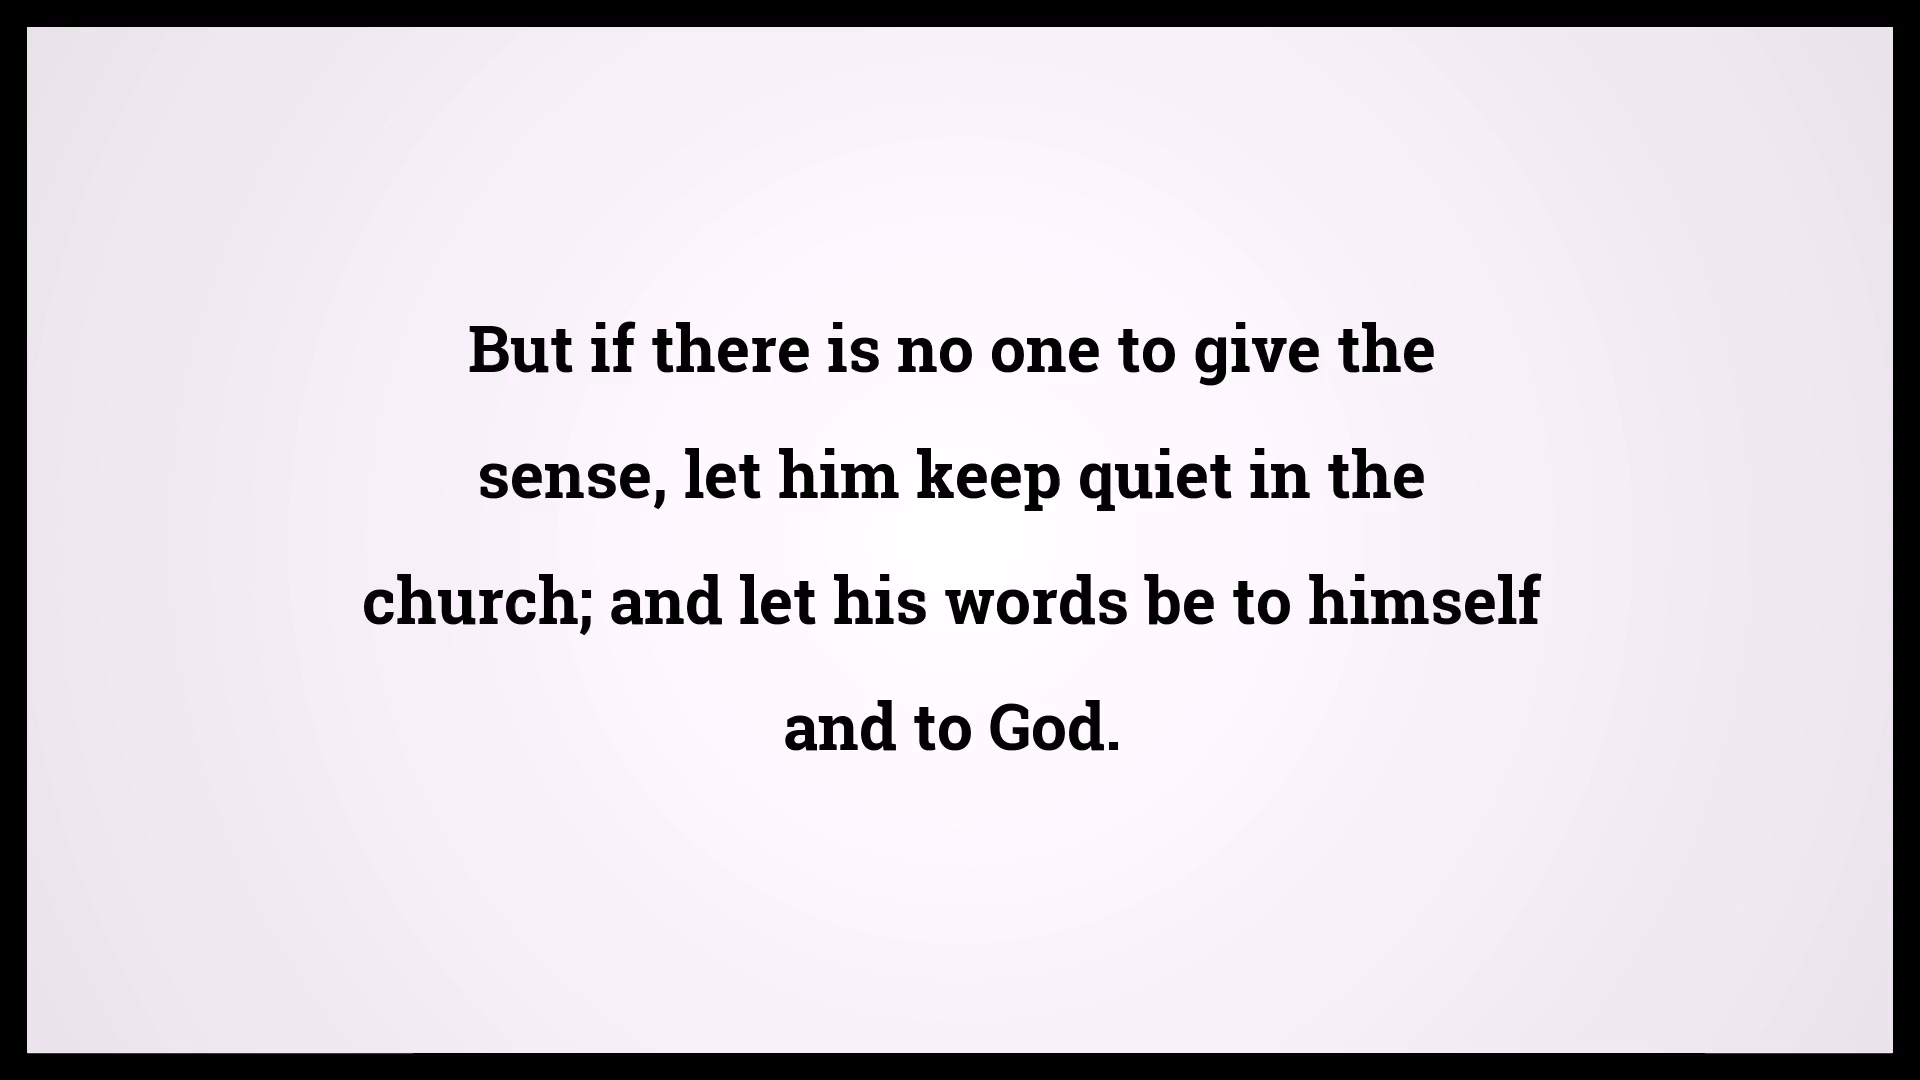 But if there is no one to give the
sense, let him keep quiet in the
church; and let his words be to himself
and to God.